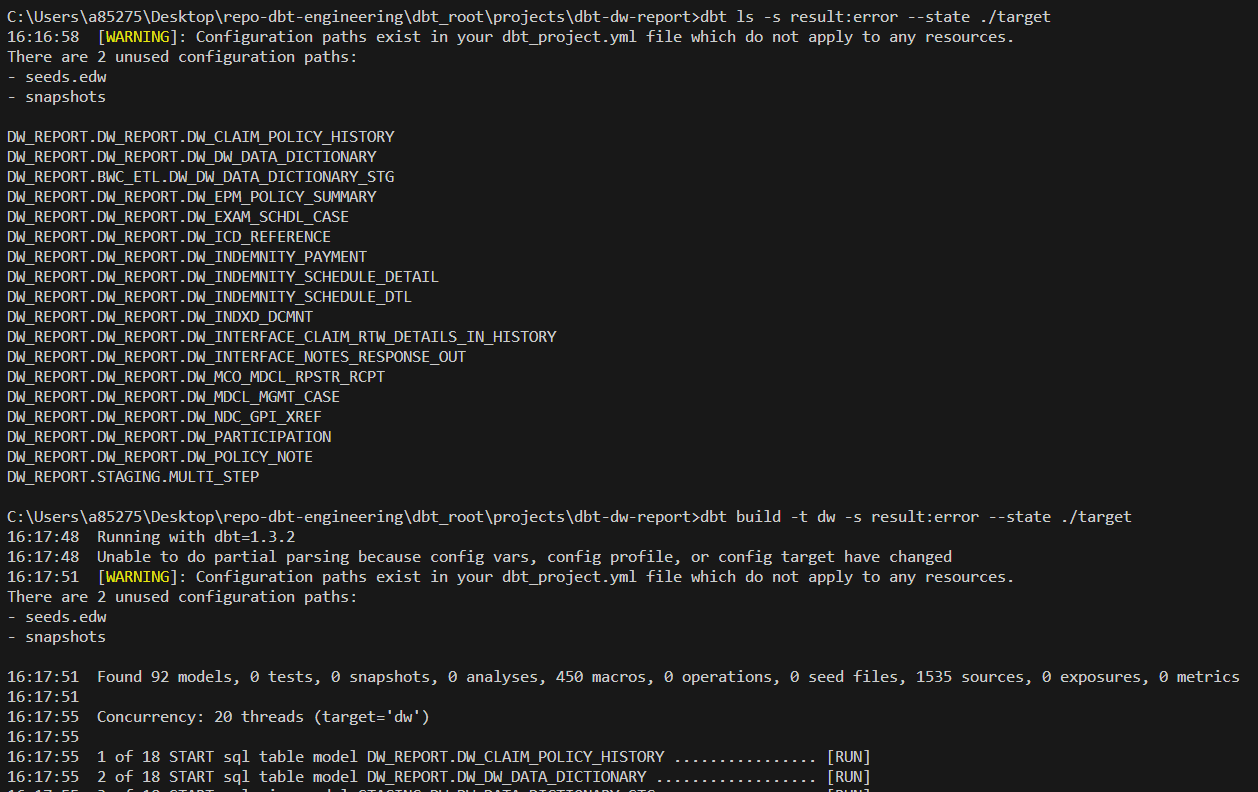 C:\Users\a85275\Desktop\repo-dbt-engineering\dbt_root\projects\dbt-dw-report>dbt ls -s result:error --state ./target
16:16:58  [WARNING]: Configuration paths exist in your dbt_project.yml file which do not apply to any resources.
There are 2 unused configuration paths:
- seeds.edw
- snapshots
DW_REPORT.DW_REPORT.DW_CLAIM_POLICY_HISTORY
DW_REPORT.DW_REPORT.DW_DW_DATA_DICTIONARY
DW_REPORT.BWC_ETL.DW_DW_DATA_DICTIONARY_STG
DW_REPORT.DW_REPORT.DW_EPM_POLICY_SUMMARY
DW_REPORT.DW_REPORT.DW_EXAM_SCHDL_CASE
DW_REPORT.DW_REPORT.DW_ICD_REFERENCE
DW_REPORT.DW_REPORT.DW_INDEMNITY_PAYMENT
DW_REPORT.DW_REPORT.DW_INDEMNITY_SCHEDULE_DETAIL
DW_REPORT.DW_REPORT.DW_INDEMNITY_SCHEDULE_DTL
DW_REPORT.DW_REPORT.DW_INDXD_DCMNT
DW_REPORT.DW_REPORT.DW_INTERFACE_CLAIM_RTW_DETAILS_IN_HISTORY
DW_REPORT.DW_REPORT.DW_INTERFACE_NOTES_RESPONSE_OUT
DW_REPORT.DW_REPORT.DW_MCO_MDCL_RPSTR_RCPT
DW_REPORT.DW_REPORT.DW_MDCL_MGMT_CASE
DW_REPORT.DW_REPORT.DW_NDC_GPI_XREF
DW_REPORT.DW_REPORT.DW_PARTICIPATION
DW_REPORT.DW_REPORT.DW_POLICY_NOTE
DW_REPORT.STAGING.MULTI_STEP
C:\Users\a85275\Desktop\repo-dbt-engineering\dbt_root\projects\dbt-dw-report>dbt build -t dw -s result:error --state ./target
16:17:48  Running with dbt=1.3.2
16:17:48  Unable to do partial parsing because config vars, config profile, or config target have changed
16:17:51  [WARNING]: Configuration paths exist in your dbt_project.yml file which do not apply to any resources.
There are 2 unused configuration paths:
- seeds.edw
- snapshots
16:17:51  Found 92 models, 0 tests, 0 snapshots, 0 analyses, 450 macros, 0 operations, 0 seed files, 1535 sources, 0 exposures, 0 metrics
16:17:51
16:17:55  Concurrency: 20 threads (target='dw')
16:17:55
16:17:55  1 of 18 START sql table model DW_REPORT.DW_CLAIM_POLICY_HISTORY ................ [RUN]
16:17:55  2 of 18 START sql table model DW_REPORT.DW_DW_DATA_DICTIONARY .................. [RUN]